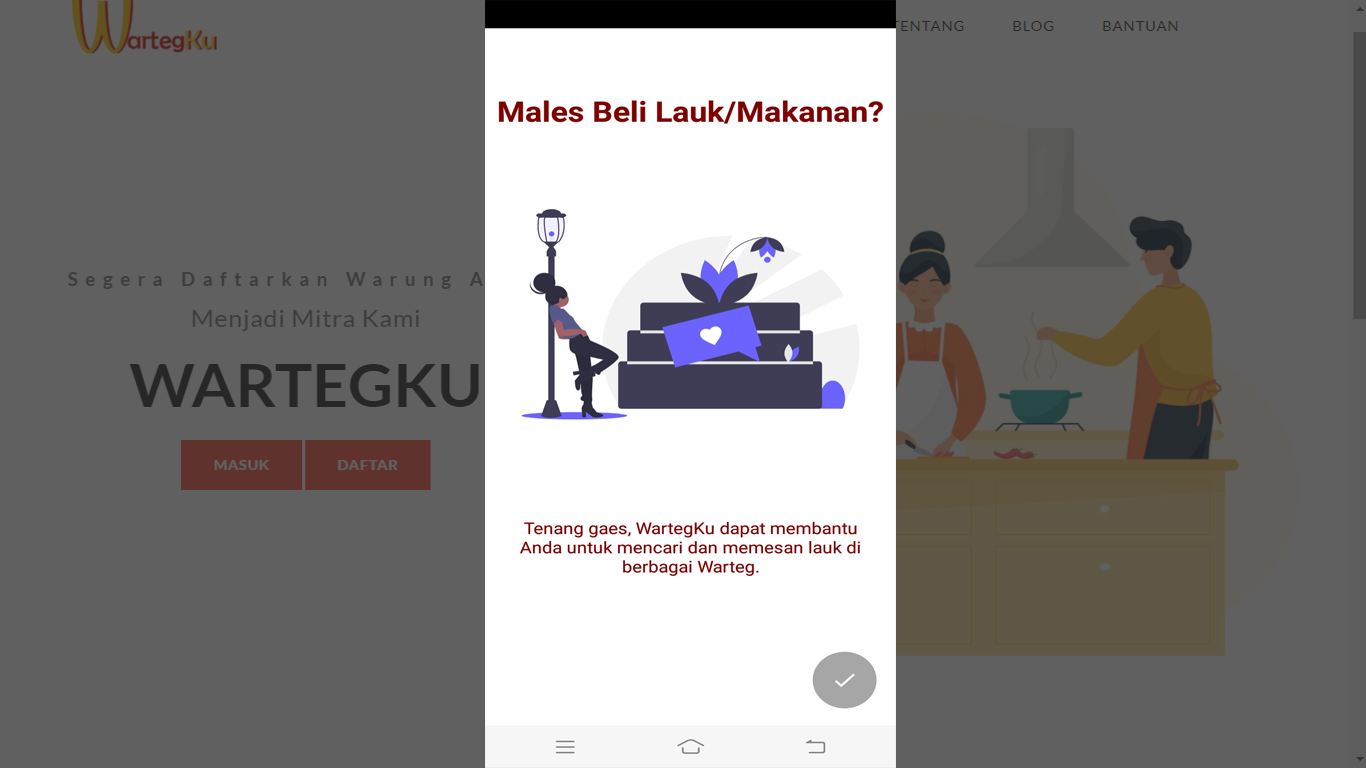 WartegKu
TENTANG BLOG BANTUAN
Males Beli Lauk/Makanan?
Segera Daftarkan Warung A
Menjadi Mitra Kami
WARTEGKU
MASUK DAFTAR
Tenang gaes, WartegKu dapat membantu
Anda untuk mencari dan memesan lauk di
berbagai Warteg.